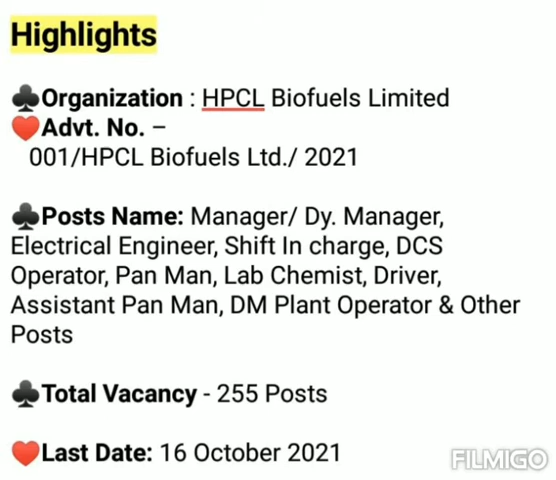 Highlights
♣Organization : HPCL Biofuels Limited
♥Advt. No. –
001/HPCL Biofuels Ltd./ 2021
♣Posts Name: Manager/ Dy. Manager,
Electrical Engineer, Shift In charge, DCS
Operator, Pan Man, Lab Chemist, Driver,
Assistant Pan Man, DM Plant Operator & Other
Posts
♣Total Vacancy - 255 Posts
♥Last Date: 16 October 2021
FILMIGO